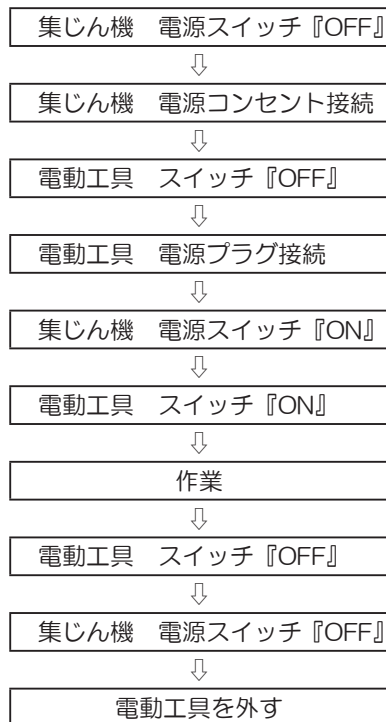 集じん機　電源スイッチ『OFF』
⇩
集じん機　電源コンセント接続
⇩
電動工具　スイッチ『OFF』
⇩
電動工具　電源プラグ接続
⇩
集じん機　電源スイッチ『ON』
⇩
電動工具　スイッチ『ON』
⇩
作業
⇩
電動工具　スイッチ『OFF』
⇩
集じん機　電源スイッチ『OFF』
⇩
電動工具を外す